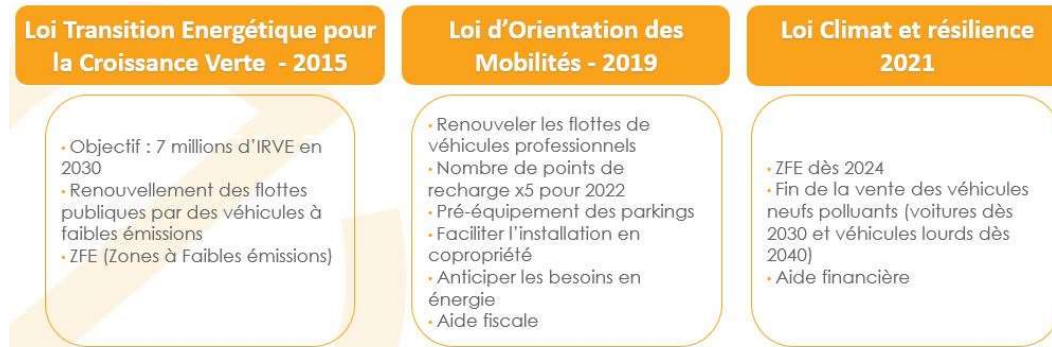 Loi Transition Energétique pour
la Croissance Verte - 2015
• Objectif : 7 millions d'IRVE en
2030
• Renouvellement des flottes
publiques par des véhicules à
faibles émissions
• ZFE (Zones à Faibles émissions)
Loi d'Orientation des
Mobilités - 2019
• Renouveler les flottes de
véhicules professionnels
• Nombre de points de
recharge x5 pour 2022
• Pré-équipement des parkings
• Faciliter l'installation en
copropriété
• Anticiper les besoins en
énergie
• Aide fiscale
Loi Climat et résilience
2021
• ZFE dès 2024
• Fin de la vente des véhicules
neufs polluants (voitures dès
2030 et véhicules lourds dès
2040)
• Aide financière